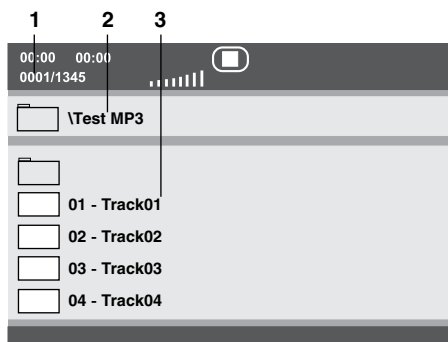 1 2 3
00:00 00:00
0001/1345
\Test MP3
01 - Track01
02 - Track02
03 - Track03
04 - Track04